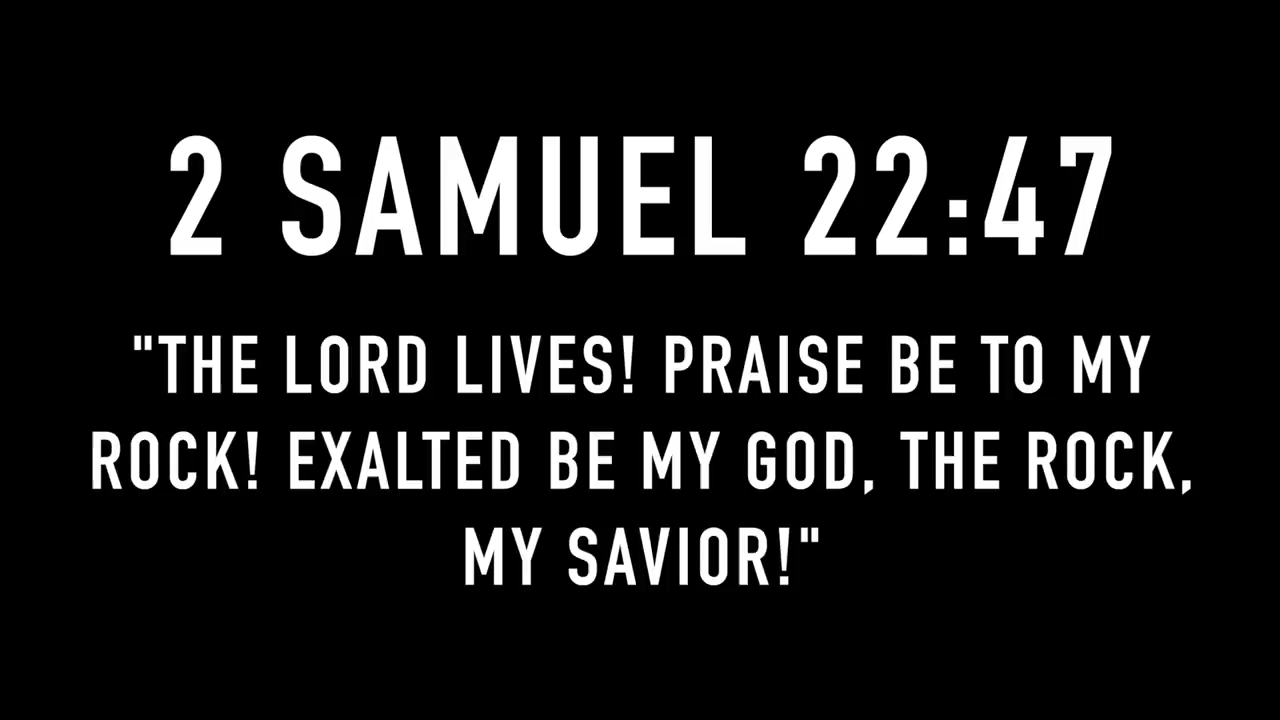 2 SAMUEL 22:47
"THE LORD LIVES! PRAISE BE TO MY
ROCK! EXALTED BE MY GOD, THE ROCK,
MY SAVIOR!"